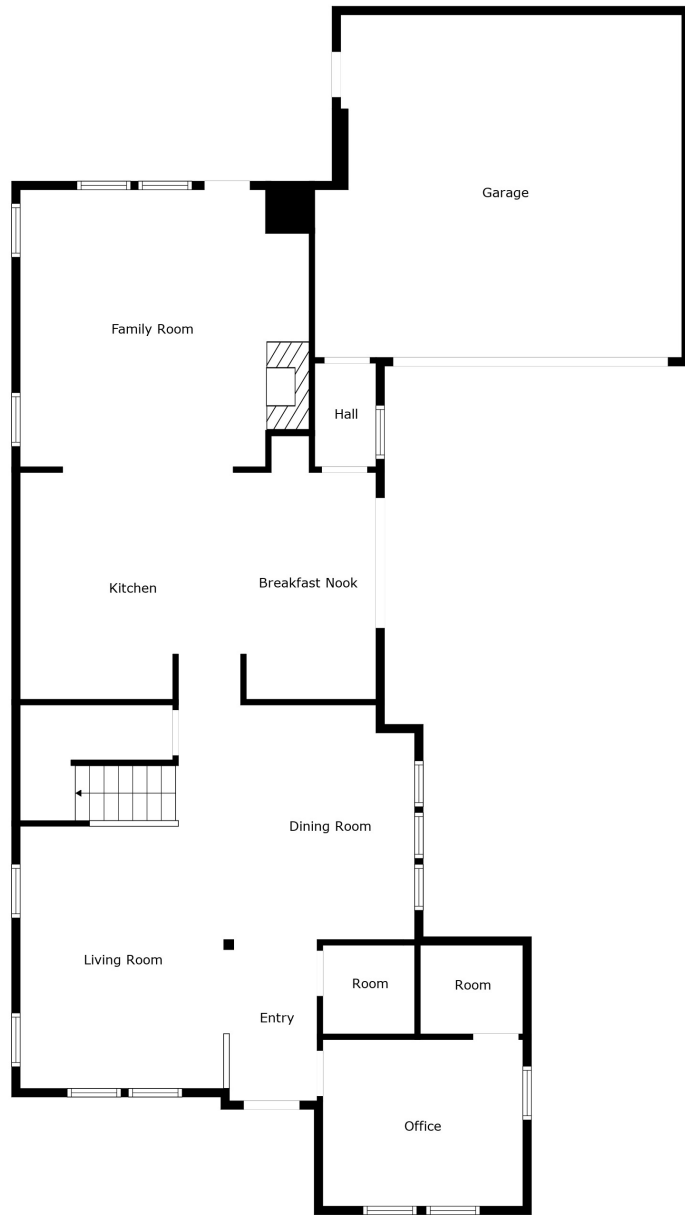 Garage
Family Room
Hall
Kitchen
Breakfast Nook
Dining Room
Living Room
Room
Room
Entry
Office